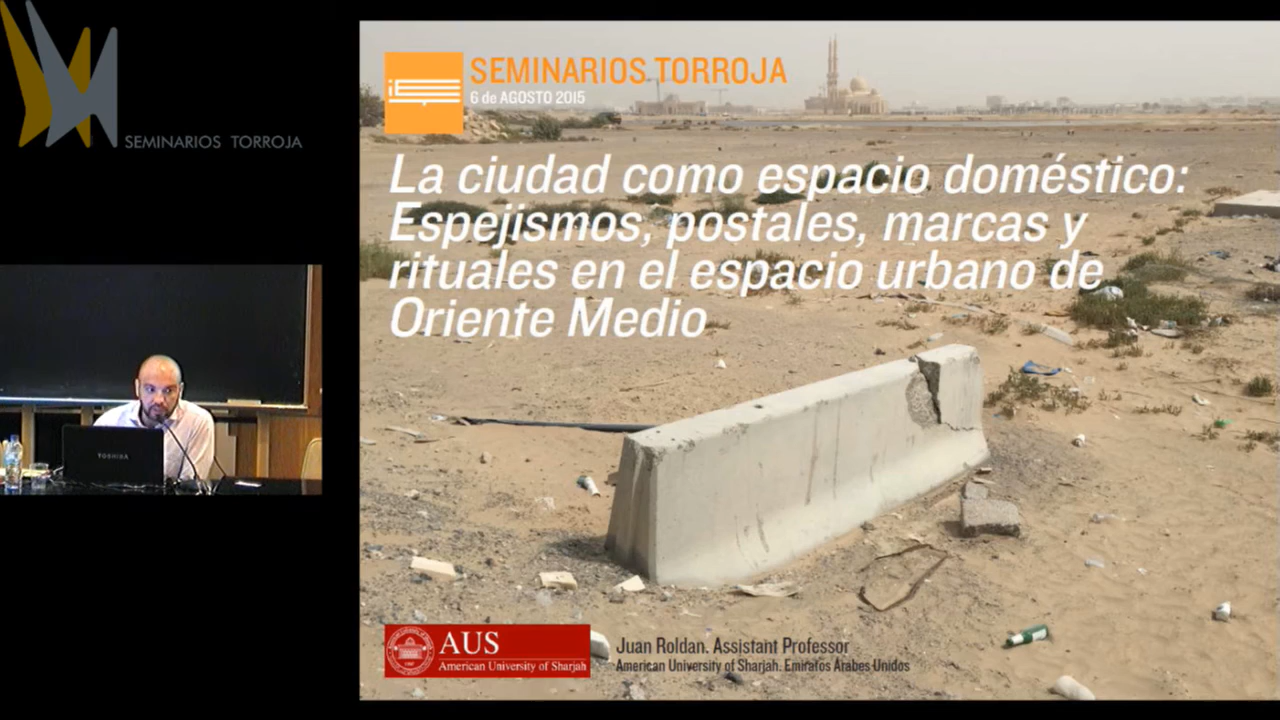 SEMINARIOS TORROJA
SEMINARIOS TORROJA
6 de AGOSTO 2015
La ciudad como espacio doméstico:
Espejismos, postales, marcas y
rituales en el espacio urbano de
Oriente Medio
TOSHIBA
AUS
American University of Sharjah
Juan Roldan. Assistant Professor
American University of Sharjah. Emiratos Arabes Unidos